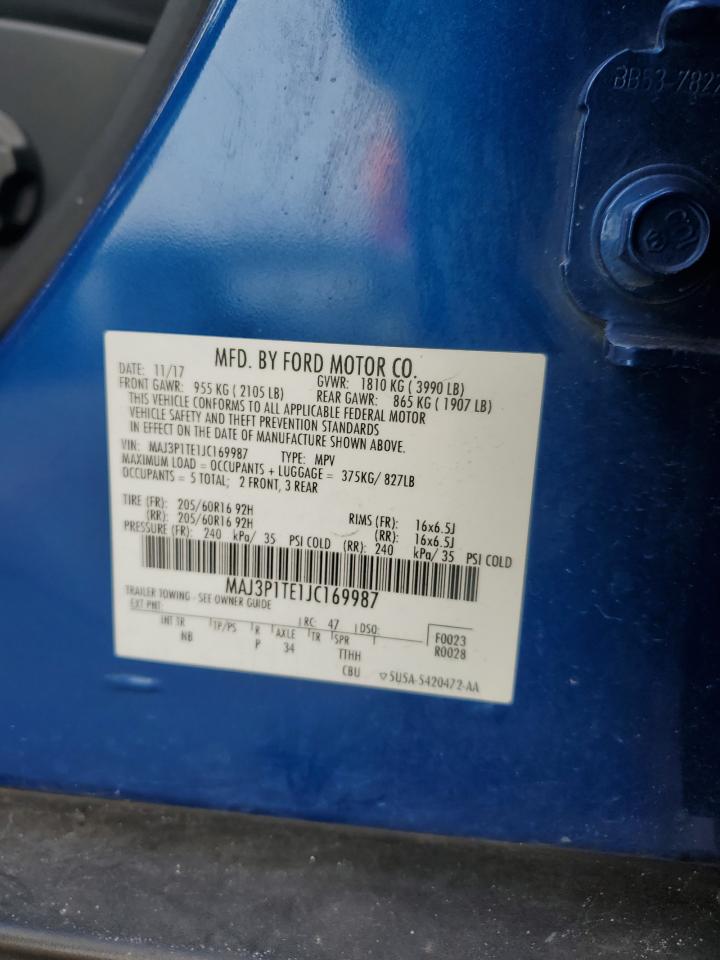 BB53-782
MFD. BY FORD MOTOR CO.
DATE: 11/17 GVWR: 1810 KG ( 3990 LB)
FRONT GAWR: 955 KG ( 2105 LB) REAR GAWR: 865 KG ( 1907 LB)
THIS VEHICLE CONFORMS TO ALL APPLICABLE FEDERAL MOTOR
VEHICLE SAFETY AND THEFT PREVENTION STANDARDS
IN EFFECT ON THE DATE OF MANUFACTURE SHOWN ABOVE.
VIN: MAJ3P1TE1JC169987 TYPE: MPV
MAXIMUM LOAD = OCCUPANTS + LUGGAGE = 375KG/ 827LB
OCCUPANTS = 5 TOTAL; 2 FRONT, 3 REAR
TIRE (FR): 205/60R16 92H RIMS (FR): 16x6.5J
(RR): 205/60R16 92H (RR): 16x6.5J
PRESSURE (FR): 240 kPa/ 35 PSI COLD (RR): 240 kPa/ 35 PSI COLD
MAJ3P1TE1JC169987
TRAILER TOWING - SEE OWNER GUIDE
EXT PNT: RC: 47 DSO: F0023
INT TR TP/PS R AXLE TR SPR R0028
NB P 34 TTHH
CBU 5U5A-5420472-AA